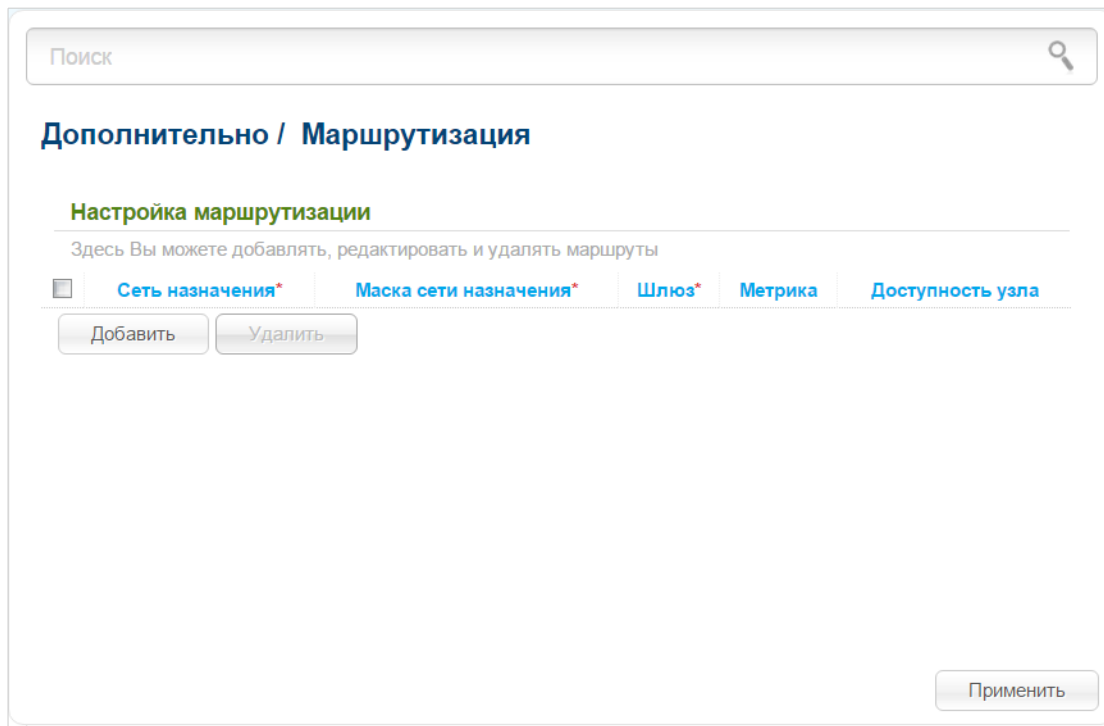 Поиск
Дополнительно / Маршрутизация
Настройка маршрутизации
Здесь Вы можете добавлять, редактировать и удалять маршруты
Сеть назначения* Маска сети назначения* Шлюз* Метрика Доступность узла
Добавить Удалить
Применить